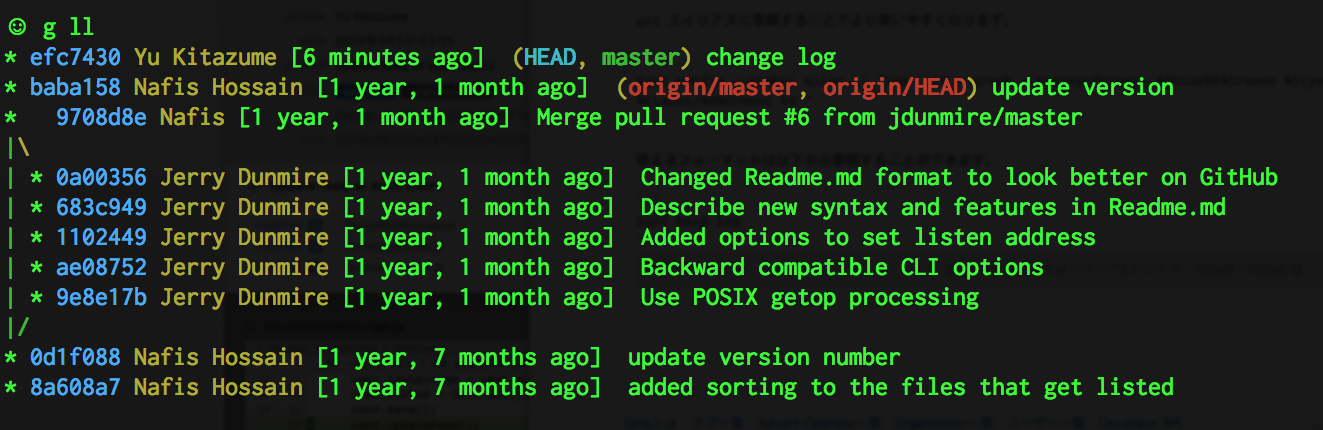 ☺ g ll
* efc7430 Yu Kitazume [6 minutes ago]  (HEAD, master) change log
* baba158 Nafis Hossain [1 year, 1 month ago]  (origin/master, origin/HEAD) update version
*   9708d8e Nafis [1 year, 1 month ago]  Merge pull request #6 from jdunmire/master
|\
| * 0a00356 Jerry Dunmire [1 year, 1 month ago]  Changed Readme.md format to look better on GitHub
| * 683c949 Jerry Dunmire [1 year, 1 month ago]  Describe new syntax and features in Readme.md
| * 1102449 Jerry Dunmire [1 year, 1 month ago]  Added options to set listen address
| * ae08752 Jerry Dunmire [1 year, 1 month ago]  Backward compatible CLI options
| * 9e8e17b Jerry Dunmire [1 year, 1 month ago]  Use POSIX getop processing
|/
* 0d1f088 Nafis Hossain [1 year, 7 months ago]  update version number
* 8a608a7 Nafis Hossain [1 year, 7 months ago]  added sorting to the files that get listed